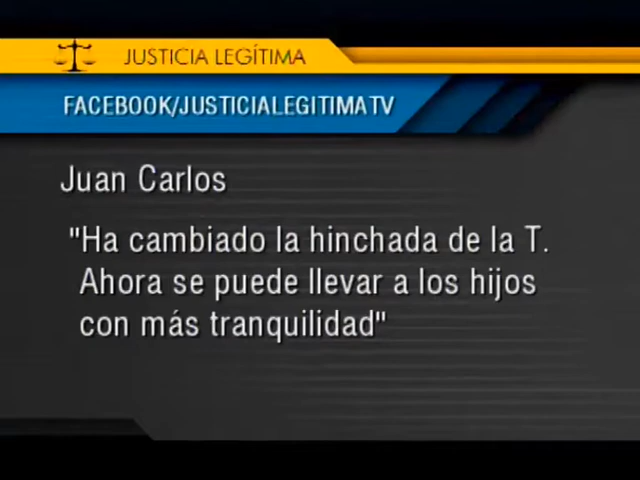 JUSTICIA LEGÍTIMA
FACEBOOK/JUSTICIALEGITIMATV
Juan Carlos
"Ha cambiado la hinchada de la T.
Ahora se puede llevar a los hijos
con más tranquilidad"